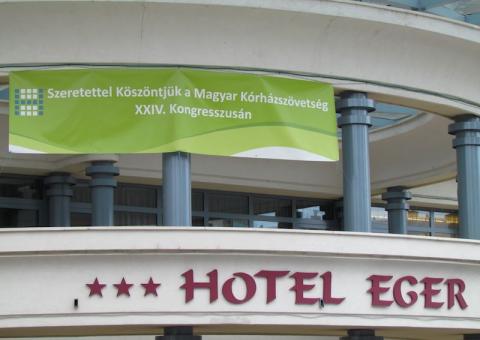 Szeretettel Köszöntjük a Magyar Kórházszövetség
XXIV. Kongresszusán
*** HOTEL EGER